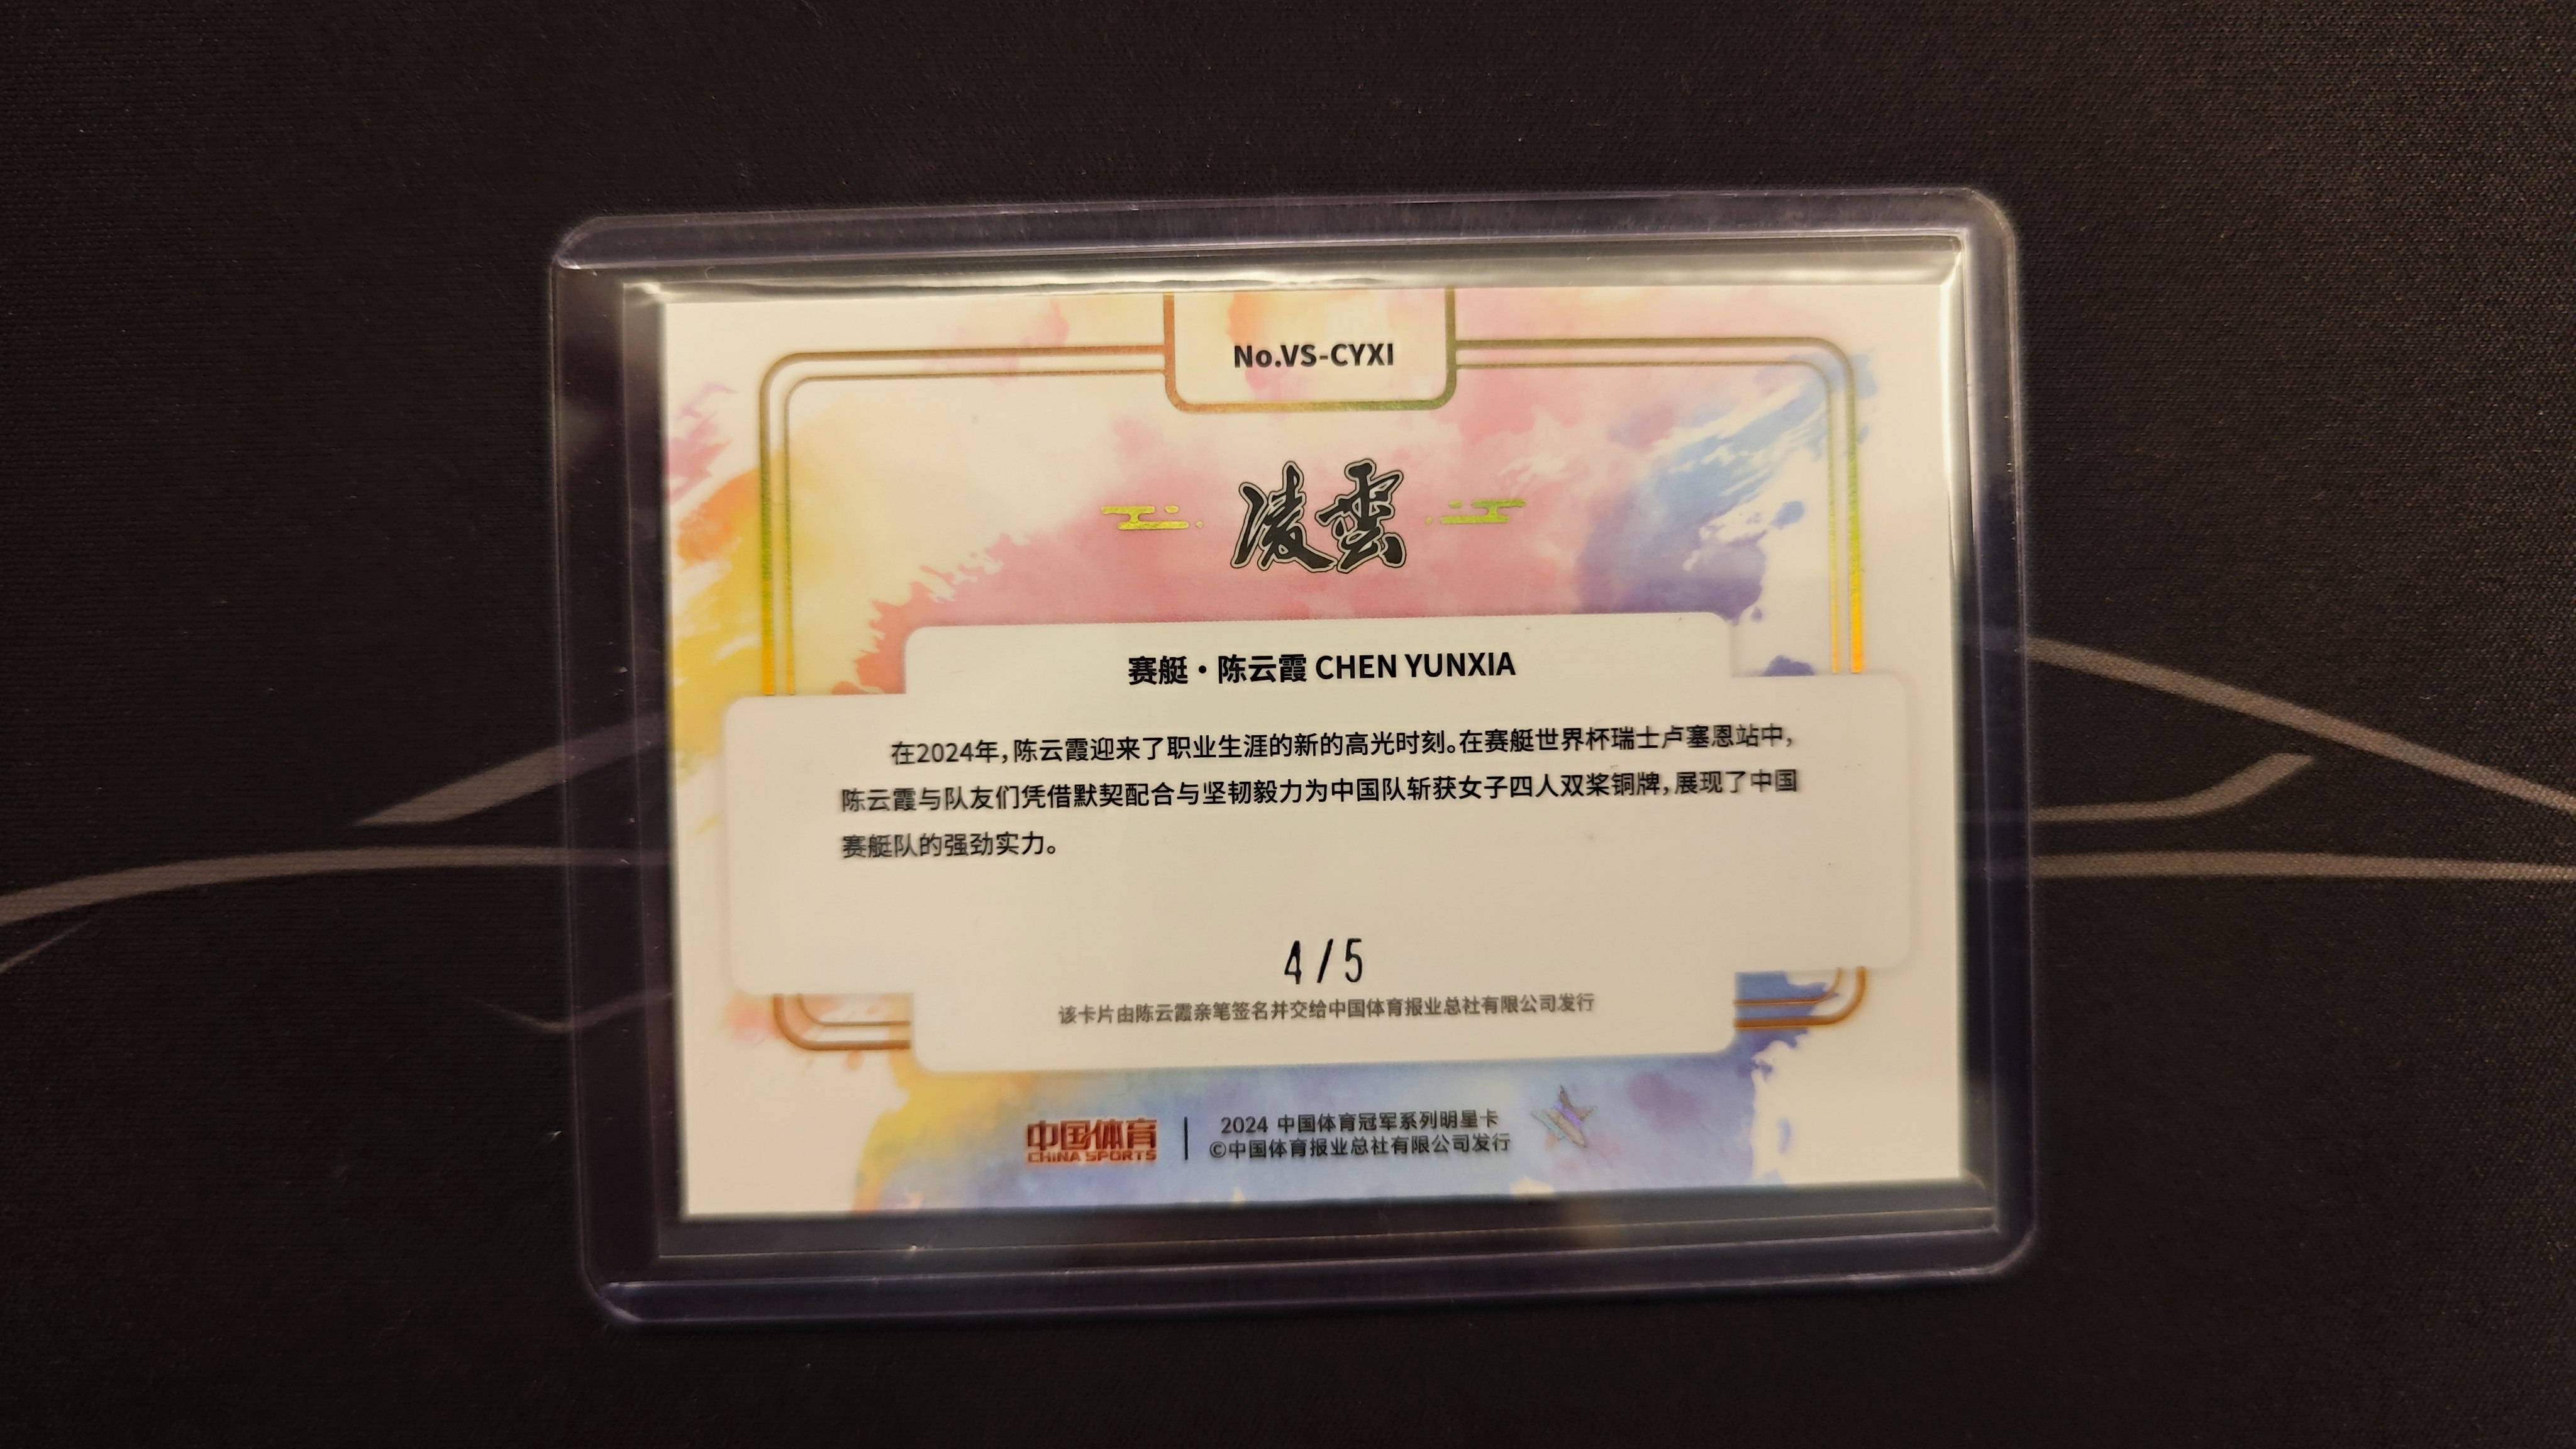 No.VS-CYXI
凌雲
赛艇·陈云霞 CHEN YUNXIA
在2024年,陈云霞迎来了职业生涯的新的高光时刻。在赛艇世界杯瑞士卢塞恩站中,
陈云霞与队友们凭借默契配合与坚韧毅力为中国队斩获女子四人双桨铜牌,展现了中国
赛艇队的强劲实力。
4/5
该卡片由陈云霞亲笔签名并交给中国体育报业总社有限公司发行
中国体育
CHINA SPORTS
2024 中国体育冠军系列明星卡
©中国体育报业总社有限公司发行